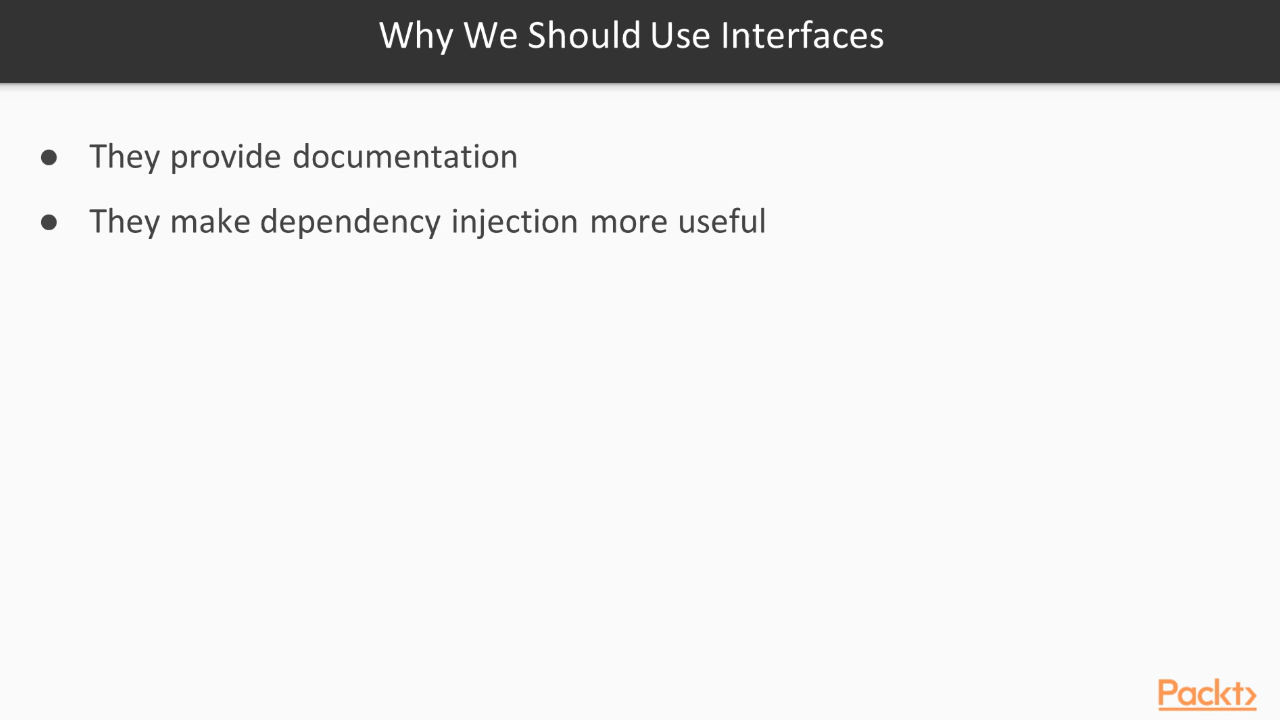 Why We Should Use Interfaces
● They provide documentation
● They make dependency injection more useful
Packt>